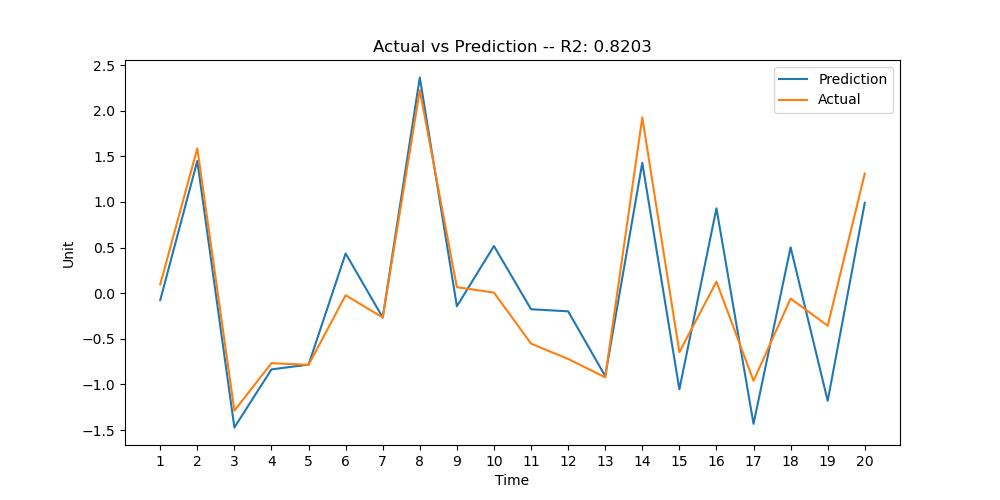 Actual vs Prediction -- R2: 0.8203
Prediction
Actual
Unit
2.5
2.0
1.5
1.0
0.5
0.0
−0.5
−1.0
−1.5
1 2 3 4 5 6 7 8 9 10 11 12 13 14 15 16 17 18 19 20
Time